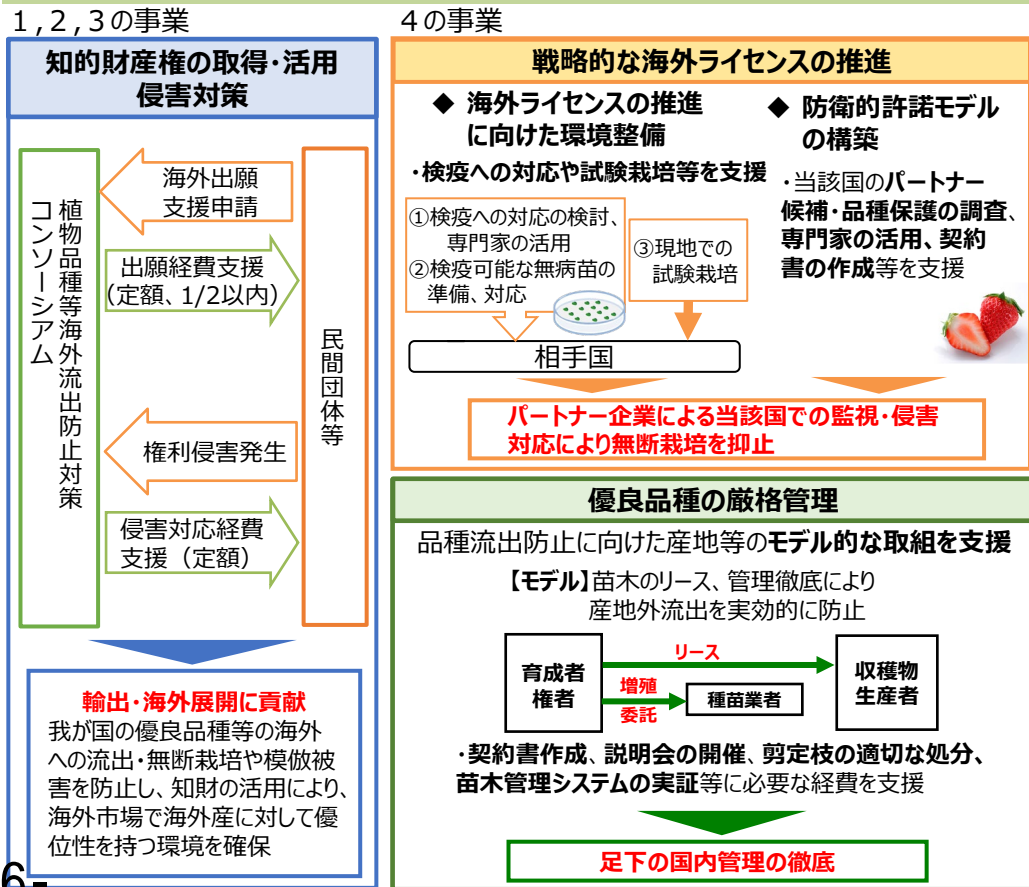 1,2,3の事業
知的財産権の取得・活用
侵害対策
植物品種等海外流出防止対策
コンソーシアム
海外出願
支援申請
出願経費支援
(定額、1/2以内)
権利侵害発生
侵害対応経費
支援（定額）
民間団体等
輸出・海外展開に貢献
我が国の優良品種等の海外
への流出・無断栽培や模倣被
害を防止し、知財の活用により、
海外市場で海外産に対して優
位性を持つ環境を確保
4の事業
戦略的な海外ライセンスの推進
◆ 海外ライセンスの推進
に向けた環境整備
・検疫への対応や試験栽培等を支援
①検疫への対応の検討、
専門家の活用
②検疫可能な無病苗の
準備、対応
③現地での
試験栽培
相手国
◆ 防衛的許諾モデル
の構築
・当該国のパートナー
候補・品種保護の調査、
専門家の活用、契約
書の作成等を支援
パートナー企業による当該国での監視・侵害
対応により無断栽培を抑止
優良品種の厳格管理
品種流出防止に向けた産地等のモデル的な取組を支援
【モデル】苗木のリース、管理徹底により
産地外流出を実効的に防止
育成者
権者
リース
増殖
委託
種苗業者
収穫物
生産者
・契約書作成、説明会の開催、剪定枝の適切な処分、
苗木管理システムの実証等に必要な経費を支援
足下の国内管理の徹底
6-